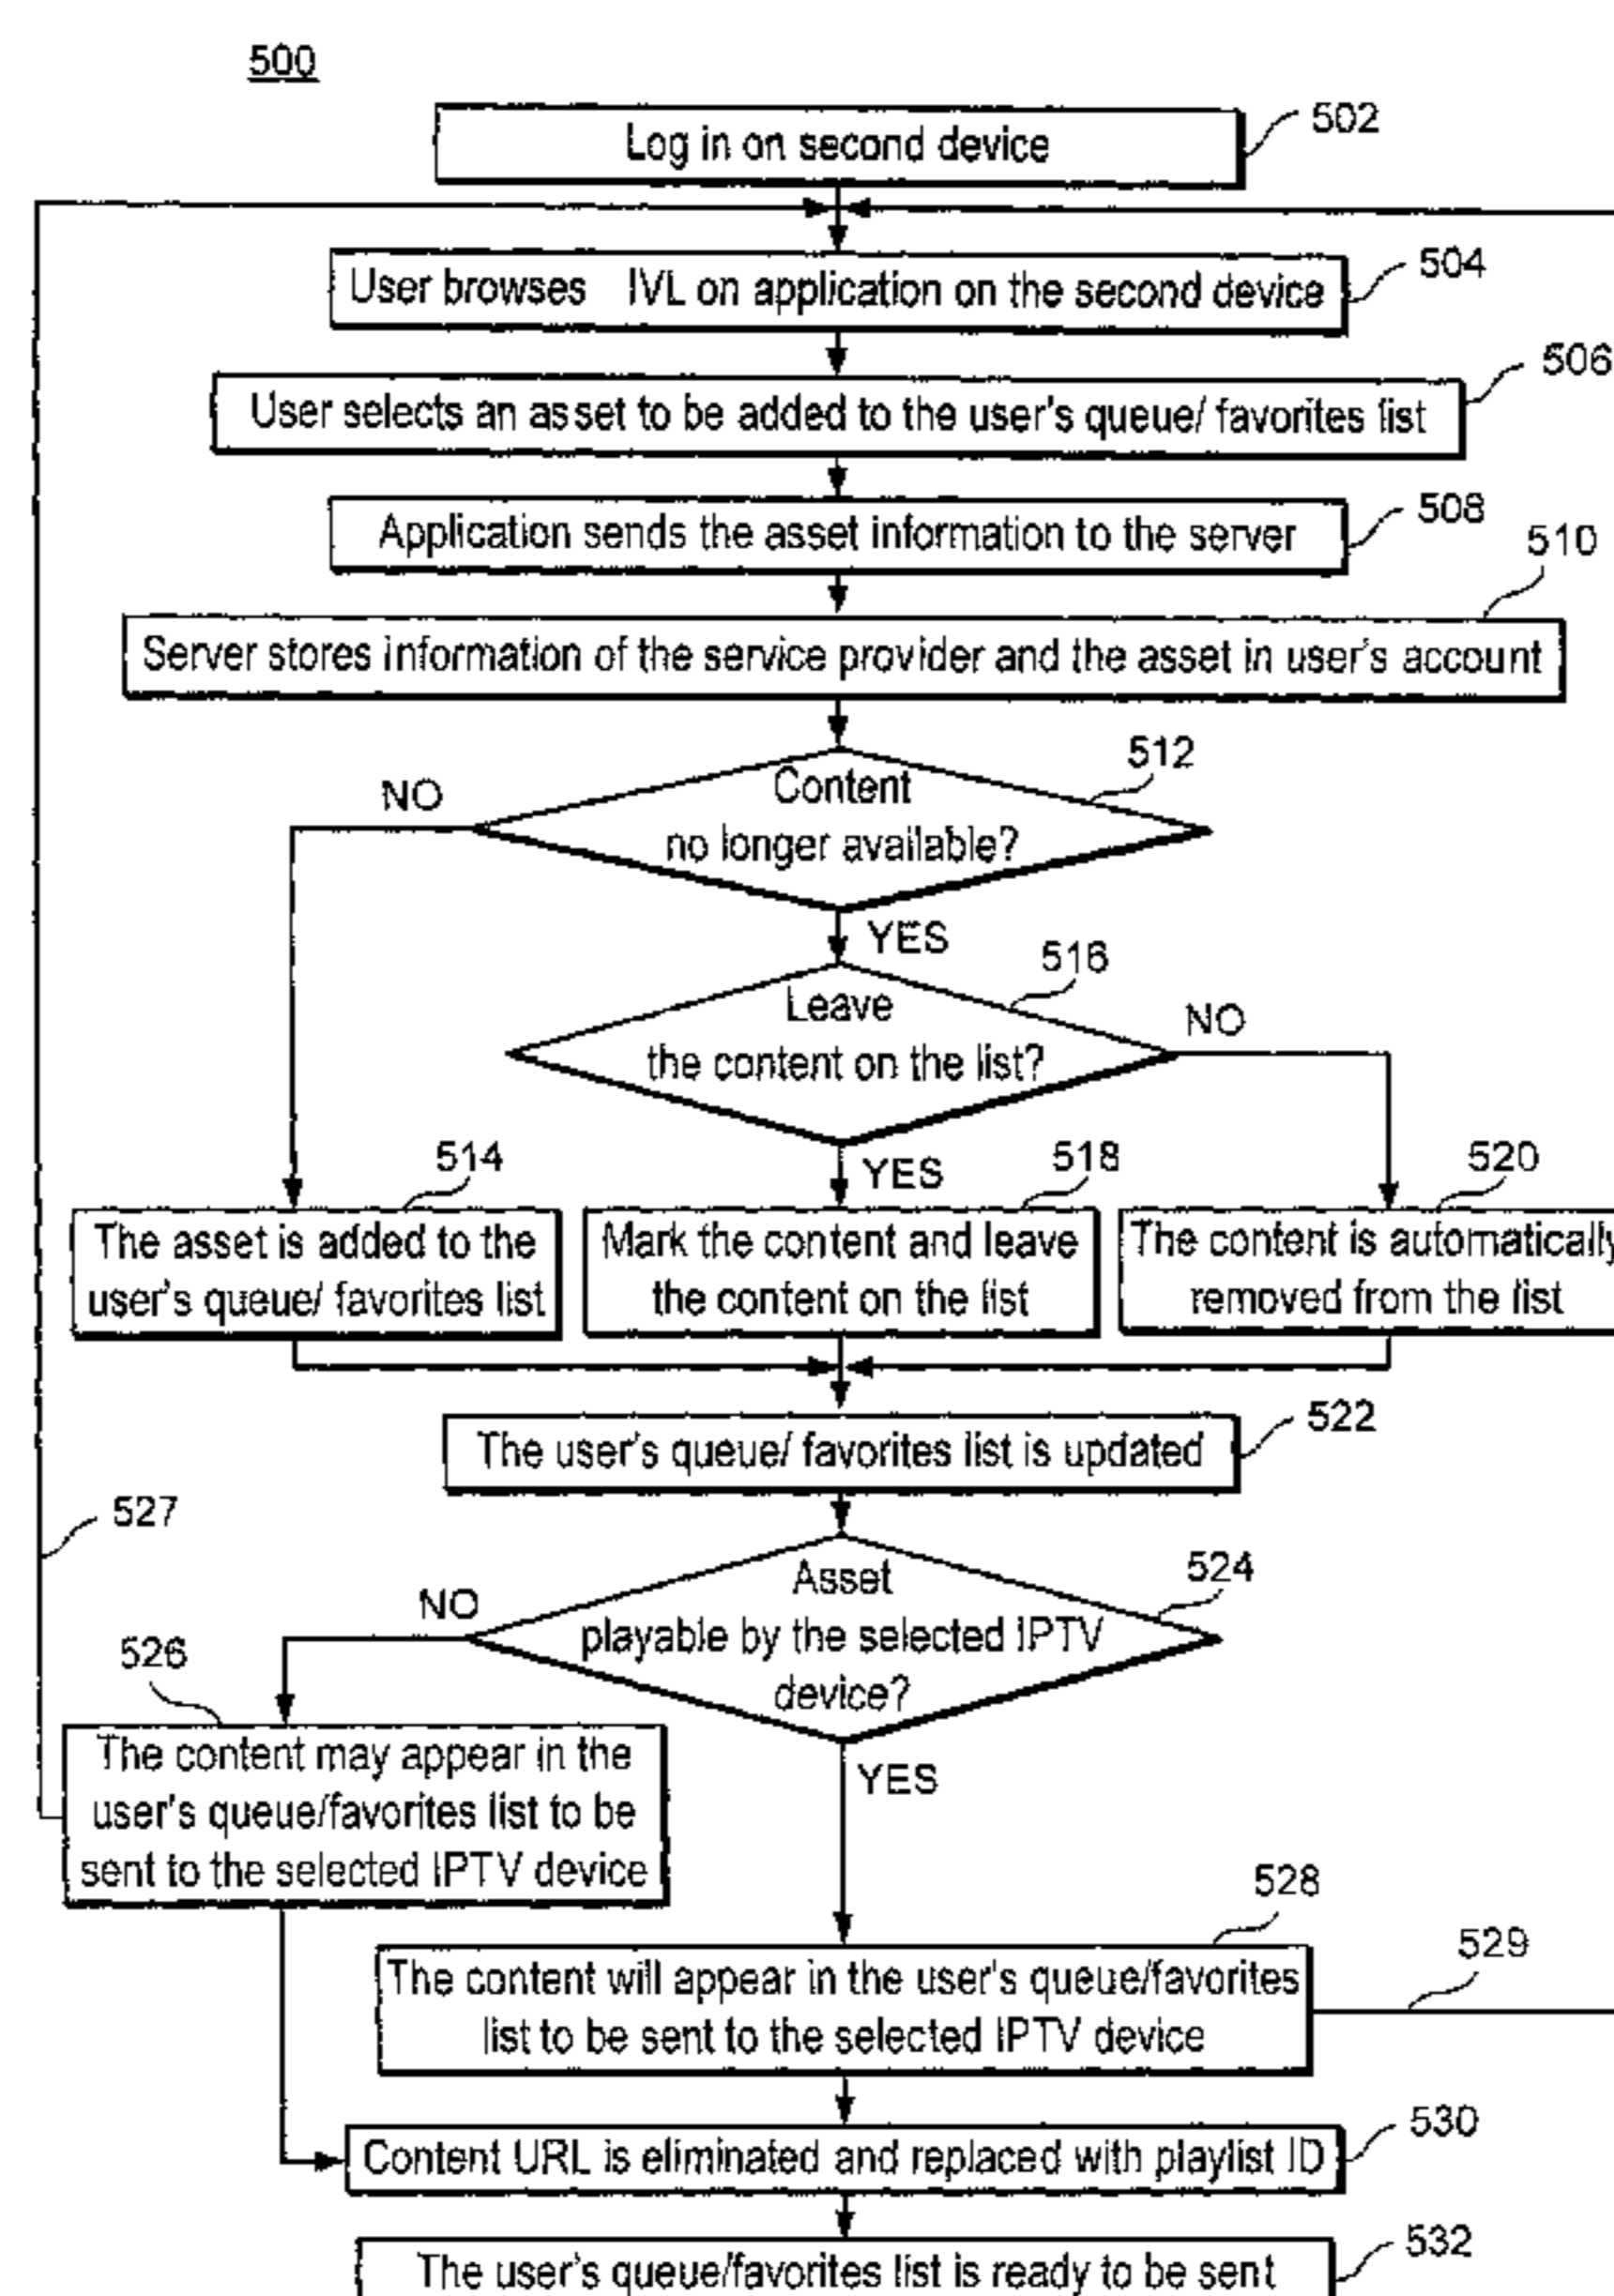 500
502
Log in on second device
504
User browses IVL on application on the second device
506
User selects an asset to be added to the user's queue/ favorites list
508
Application sends the asset information to the server
510
Server stores information of the service provider and the asset in user's account
512
NO
Content
no longer available?
YES
516
Leave
the content on the list?
NO
YES
514
The asset is added to the
user's queue/ favorites list
518
Mark the content and leave
the content on the list
520
The content is automatically
removed from the list
522
The user's queue/ favorites list is updated
527
524
NO
Asset
playable by the selected IPTV
device?
YES
526
The content may appear in the
user's queue/favorites list to be
sent to the selected IPTV device
528
The content will appear in the user's queue/favorites
list to be sent to the selected IPTV device
529
530
Content URL is eliminated and replaced with playlist ID
532
The user's queue/favorites list is ready to be sent